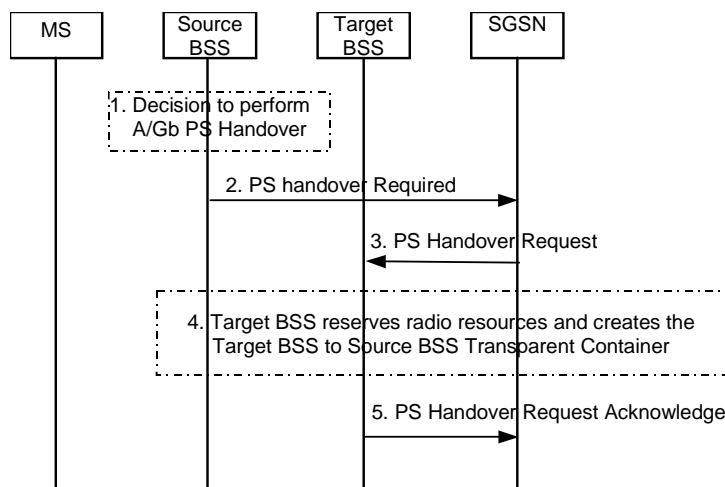 MS
Source
BSS
Target
BSS
SGSN
1. Decision to perform
A/Gb PS Handover
2. PS handover Required
3. PS Handover Request
4. Target BSS reserves radio resources and creates the
Target BSS to Source BSS Transparent Container
5. PS Handover Request Acknowledge